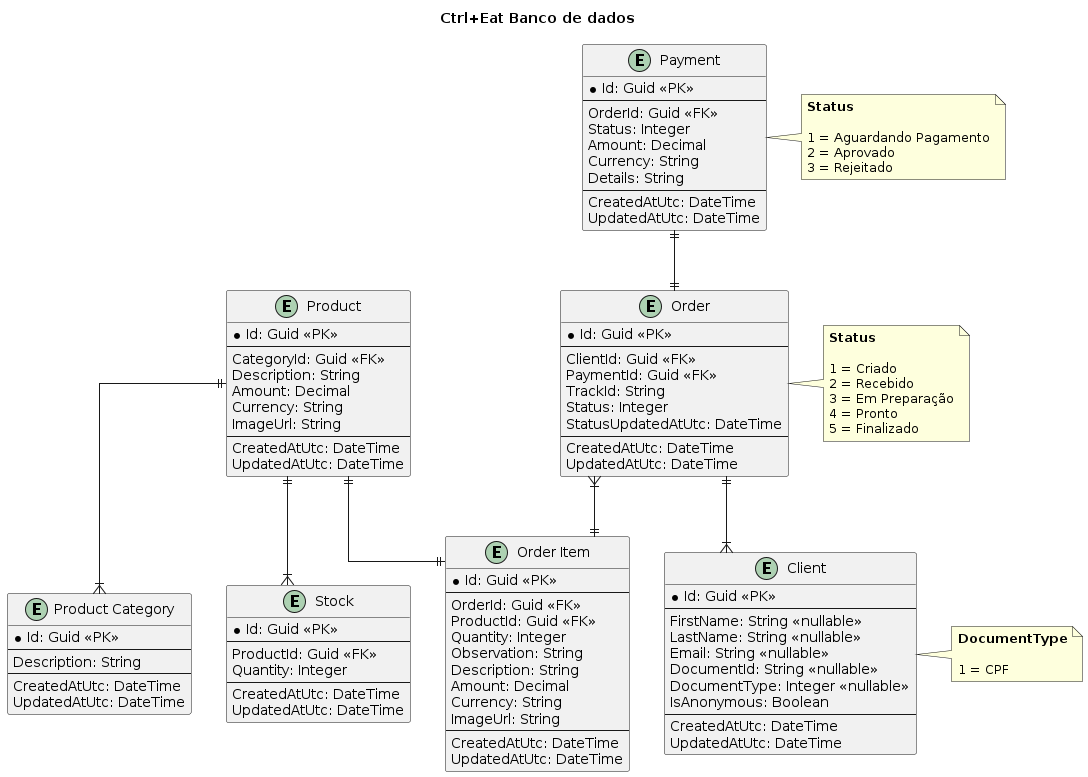 Ctrl+Eat Banco de dados
E Payment
Id: Guid «PK»
OrderId: Guid «FK»
Status: Integer
Amount: Decimal
Currency: String
Details: String
CreatedAtUtc: DateTime
UpdatedAtUtc: DateTime
Status
1 = Aguardando Pagamento
2 = Aprovado
3 = Rejeitado
E Product
Id: Guid «PK»
CategoryId: Guid «FK»
Description: String
Amount: Decimal
Currency: String
ImageUrl: String
CreatedAtUtc: DateTime
UpdatedAtUtc: DateTime
E Order
Id: Guid «PK»
ClientId: Guid «FK»
PaymentId: Guid «FK»
TrackId: String
Status: Integer
StatusUpdatedAtUtc: DateTime
CreatedAtUtc: DateTime
UpdatedAtUtc: DateTime
Status
1 = Criado
2 = Recebido
3 = Em Preparação
4 = Pronto
5 = Finalizado
E Product Category
Id: Guid «PK»
Description: String
CreatedAtUtc: DateTime
UpdatedAtUtc: DateTime
E Stock
Id: Guid «PK»
ProductId: Guid «FK»
Quantity: Integer
CreatedAtUtc: DateTime
UpdatedAtUtc: DateTime
E Order Item
Id: Guid «PK»
OrderId: Guid «FK»
ProductId: Guid «FK»
Quantity: Integer
Observation: String
Description: String
Amount: Decimal
Currency: String
ImageUrl: String
CreatedAtUtc: DateTime
UpdatedAtUtc: DateTime
E Client
Id: Guid «PK»
FirstName: String «nullable»
LastName: String «nullable»
Email: String «nullable»
DocumentId: String «nullable»
DocumentType: Integer «nullable»
IsAnonymous: Boolean
CreatedAtUtc: DateTime
UpdatedAtUtc: DateTime
DocumentType
1 = CPF